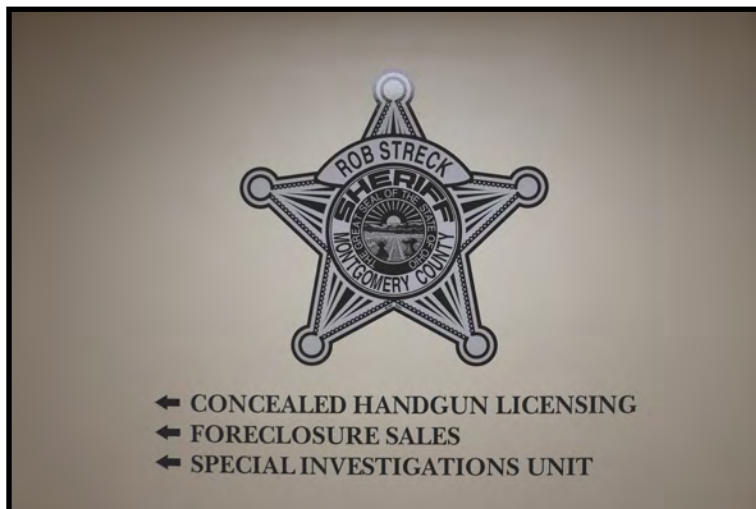 ROB STRECK
SHERIFF
THE GREAT SEAL OF THE STATE OF OHIO
MONTGOMERY COUNTY
← CONCEALED HANDGUN LICENSING
← FORECLOSURE SALES
← SPECIAL INVESTIGATIONS UNIT